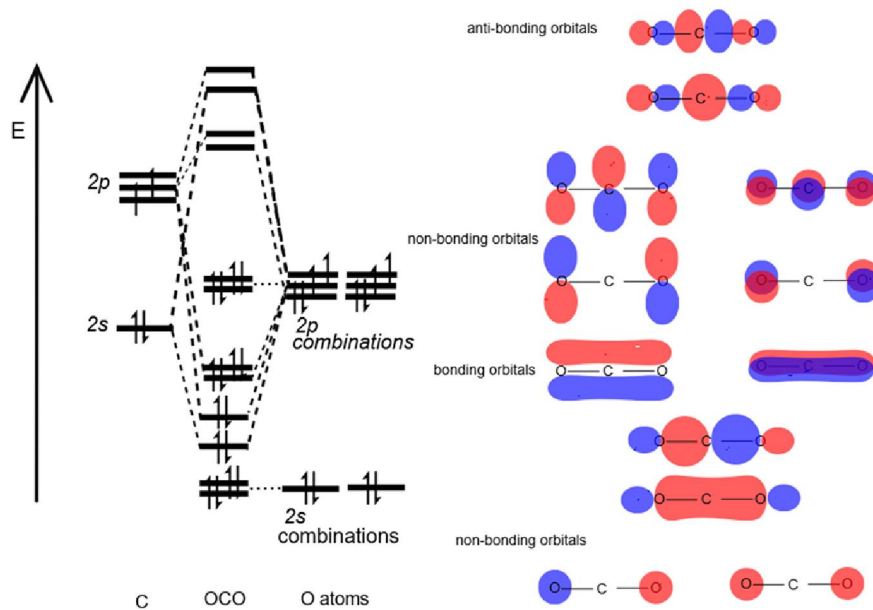 anti-bonding orbitals
O C O
E
O C O
2p
O C O
O C O
non-bonding orbitals
O C O
O C O
2s
2p
combinations
bonding orbitals
O C O
O C O
O C O
O C O
2s
combinations
non-bonding orbitals
O C O
O C O
C OCO O atoms